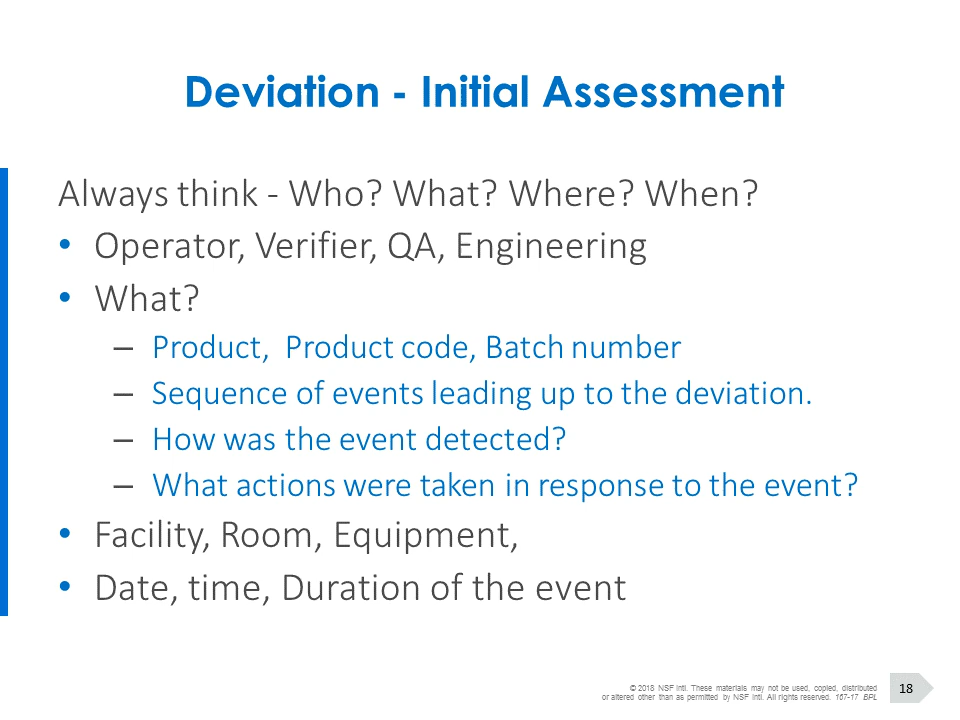 Deviation - Initial Assessment
Always think - Who? What? Where? When?
• Operator, Verifier, QA, Engineering
• What?
– Product,  Product code, Batch number
– Sequence of events leading up to the deviation.
– How was the event detected?
– What actions were taken in response to the event?
• Facility, Room, Equipment,
• Date, time, Duration of the event
© 2018 NSF Intl. These materials may not be used, copied, distributed
or altered other than as permitted by NSF Intl. All rights reserved. 167-17 BPL
18